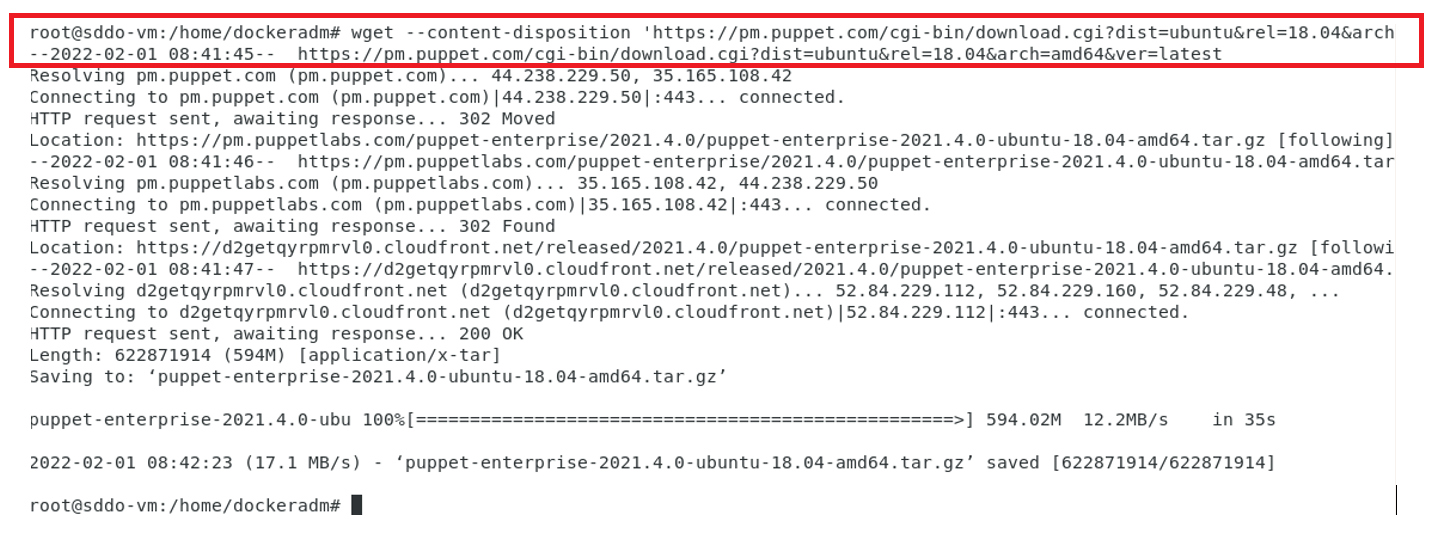 root@sddo-vm:/home/dockeradm# wget --content-disposition 'https://pm.puppet.com/cgi-bin/download.cgi?dist=ubuntu&rel=18.04&arch
--2022-02-01 08:41:45--  https://pm.puppet.com/cgi-bin/download.cgi?dist=ubuntu&rel=18.04&arch=amd64&ver=latest
Resolving pm.puppet.com (pm.puppet.com)... 44.238.229.50, 35.165.108.42
Connecting to pm.puppet.com (pm.puppet.com)|44.238.229.50|:443... connected.
HTTP request sent, awaiting response... 302 Moved
Location: https://pm.puppetlabs.com/puppet-enterprise/2021.4.0/puppet-enterprise-2021.4.0-ubuntu-18.04-amd64.tar.gz [following]
--2022-02-01 08:41:46--  https://pm.puppetlabs.com/puppet-enterprise/2021.4.0/puppet-enterprise-2021.4.0-ubuntu-18.04-amd64.tar
Resolving pm.puppetlabs.com (pm.puppetlabs.com)... 35.165.108.42, 44.238.229.50
Connecting to pm.puppetlabs.com (pm.puppetlabs.com)|35.165.108.42|:443... connected.
HTTP request sent, awaiting response... 302 Found
Location: https://d2getqyrpmrvl0.cloudfront.net/released/2021.4.0/puppet-enterprise-2021.4.0-ubuntu-18.04-amd64.tar.gz [followi
--2022-02-01 08:41:47--  https://d2getqyrpmrvl0.cloudfront.net/released/2021.4.0/puppet-enterprise-2021.4.0-ubuntu-18.04-amd64.
Resolving d2getqyrpmrvl0.cloudfront.net (d2getqyrpmrvl0.cloudfront.net)... 52.84.229.112, 52.84.229.160, 52.84.229.48, ...
Connecting to d2getqyrpmrvl0.cloudfront.net (d2getqyrpmrvl0.cloudfront.net)|52.84.229.112|:443... connected.
HTTP request sent, awaiting response... 200 OK
Length: 622871914 (594M) [application/x-tar]
Saving to: ‘puppet-enterprise-2021.4.0-ubuntu-18.04-amd64.tar.gz’
puppet-enterprise-2021.4.0-ubu 100%[==================================================>] 594.02M  12.2MB/s    in 35s
2022-02-01 08:42:23 (17.1 MB/s) - ‘puppet-enterprise-2021.4.0-ubuntu-18.04-amd64.tar.gz’ saved [622871914/622871914]
root@sddo-vm:/home/dockeradm#